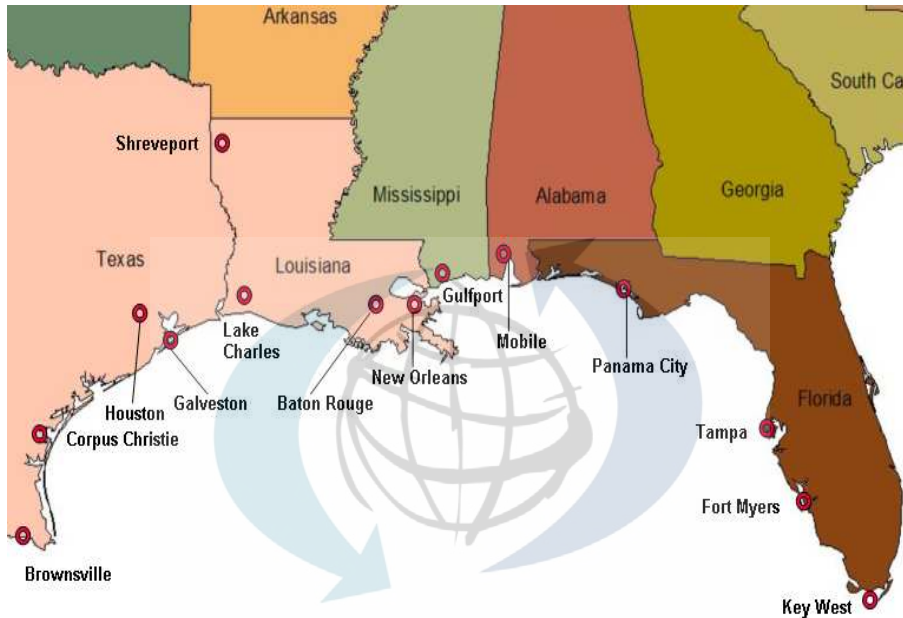 Arkansas
South Ca
Shreveport
Mississippi
Alabama
Georgia
Texas
Louisiana
Gulfport
Lake
Charles
Mobile
New Orleans
Panama City
Houston
Galveston
Baton Rouge
Florida
Corpus Christie
Tampa
Fort Myers
Brownsville
Key West